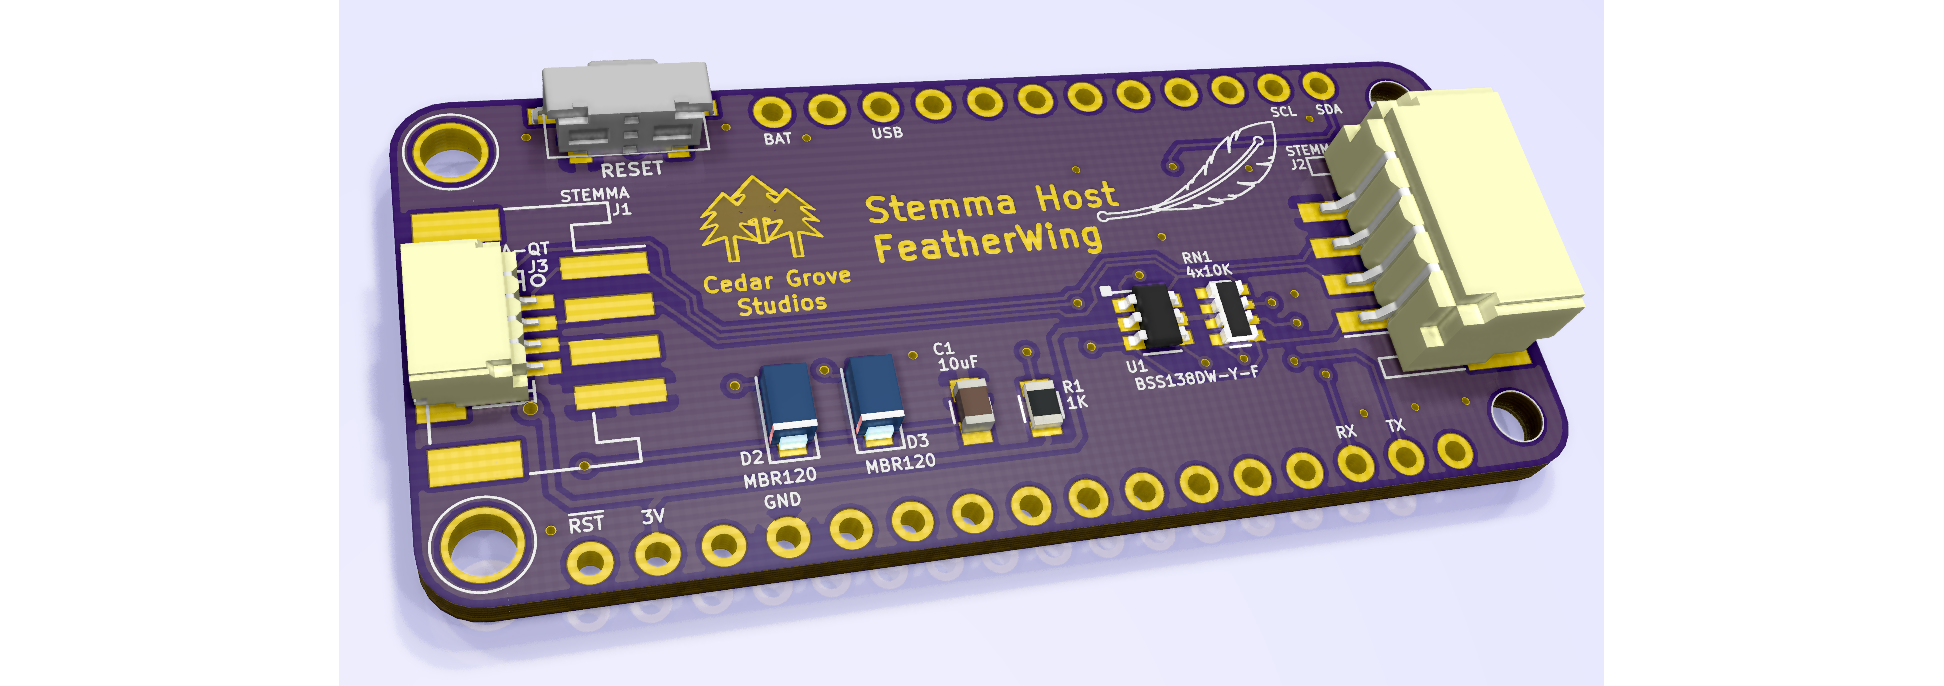 BAT
USB
SCL
SDA
RESET
STEMMA
J1
QT
J3
Cedar Grove
Studios
Stemma Host
FeatherWing
J2
RN1
4x10K
U1
BSS138DW-Y-F
C1
10uF
R1
1K
D2
MBR120
D3
MBR120
GND
RST
3V
RX
TX